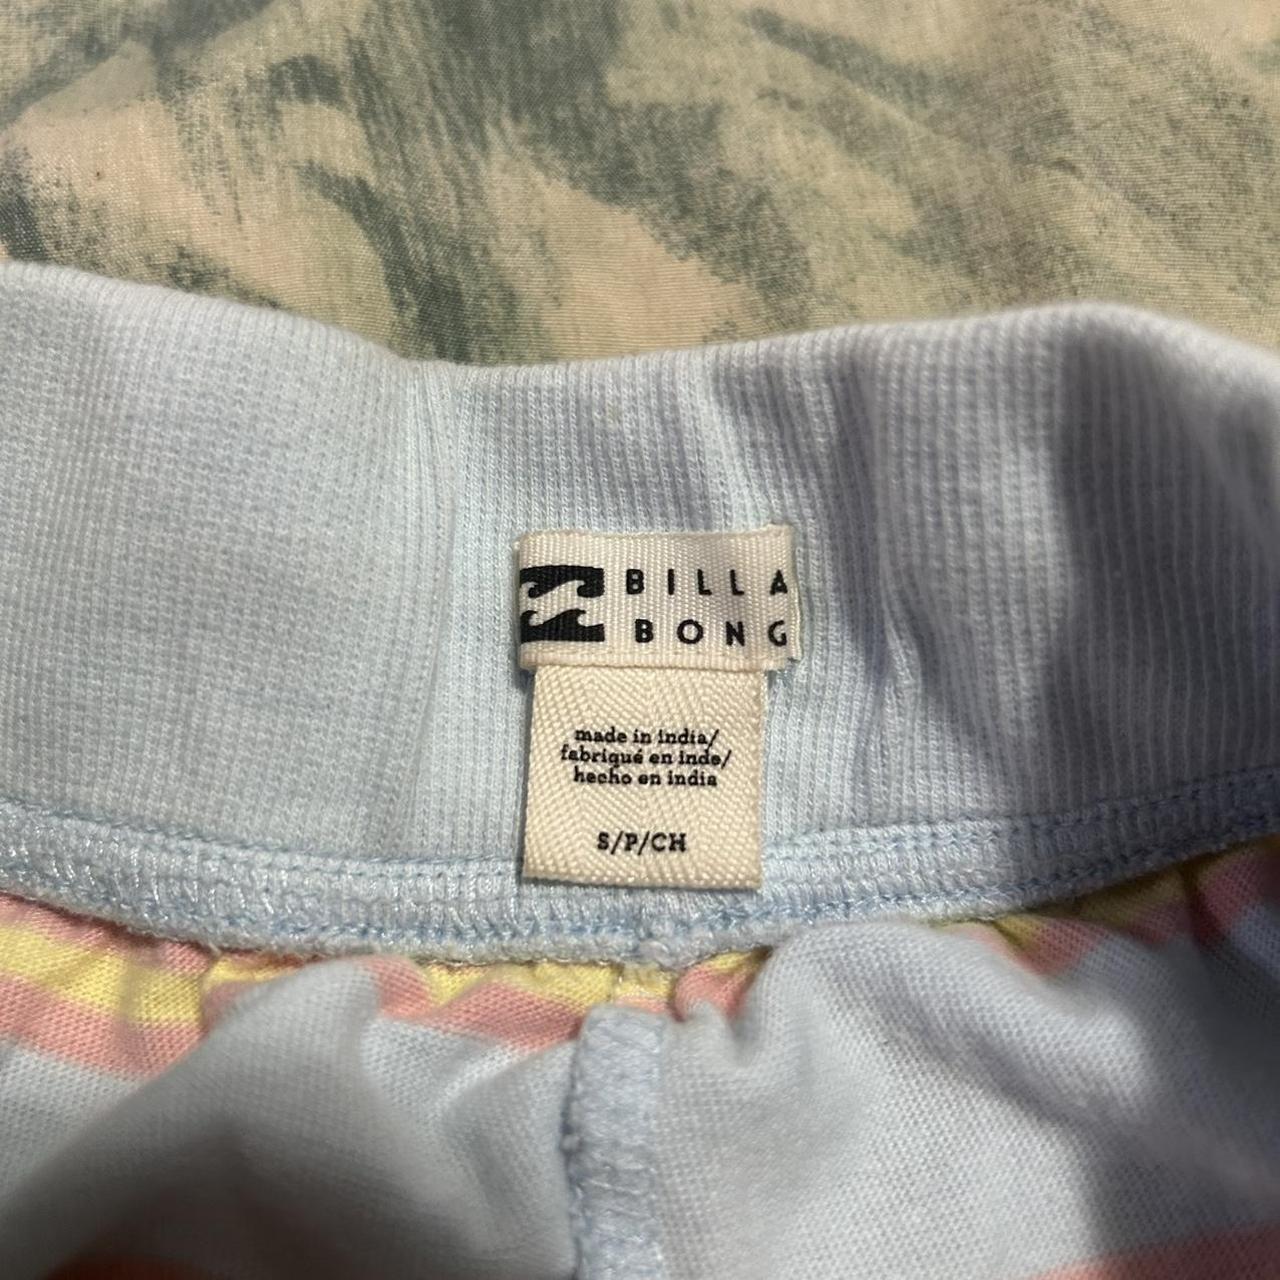 BILLA
BONG
made in india/
fabriqué en inde/
hecho en india
S/P/CH